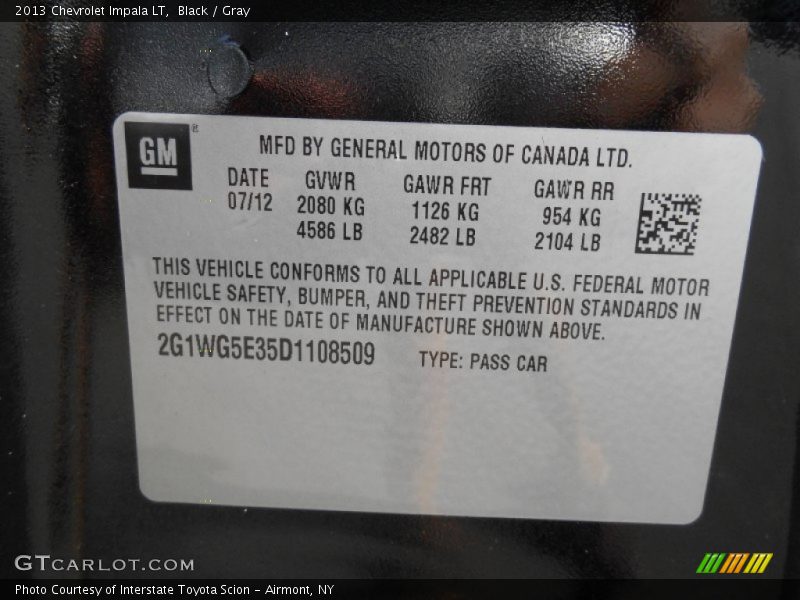 2013 Chevrolet Impala LT, Black / Gray
GM ®
MFD BY GENERAL MOTORS OF CANADA LTD.
DATE GVWR GAWR FRT GAWR RR
07/12 2080 KG 1126 KG 954 KG
4586 LB 2482 LB 2104 LB
THIS VEHICLE CONFORMS TO ALL APPLICABLE U.S. FEDERAL MOTOR
VEHICLE SAFETY, BUMPER, AND THEFT PREVENTION STANDARDS IN
EFFECT ON THE DATE OF MANUFACTURE SHOWN ABOVE.
2G1WG5E35D1108509 TYPE: PASS CAR
GTCARLOT.COM
Photo Courtesy of Interstate Toyota Scion - Airmont, NY